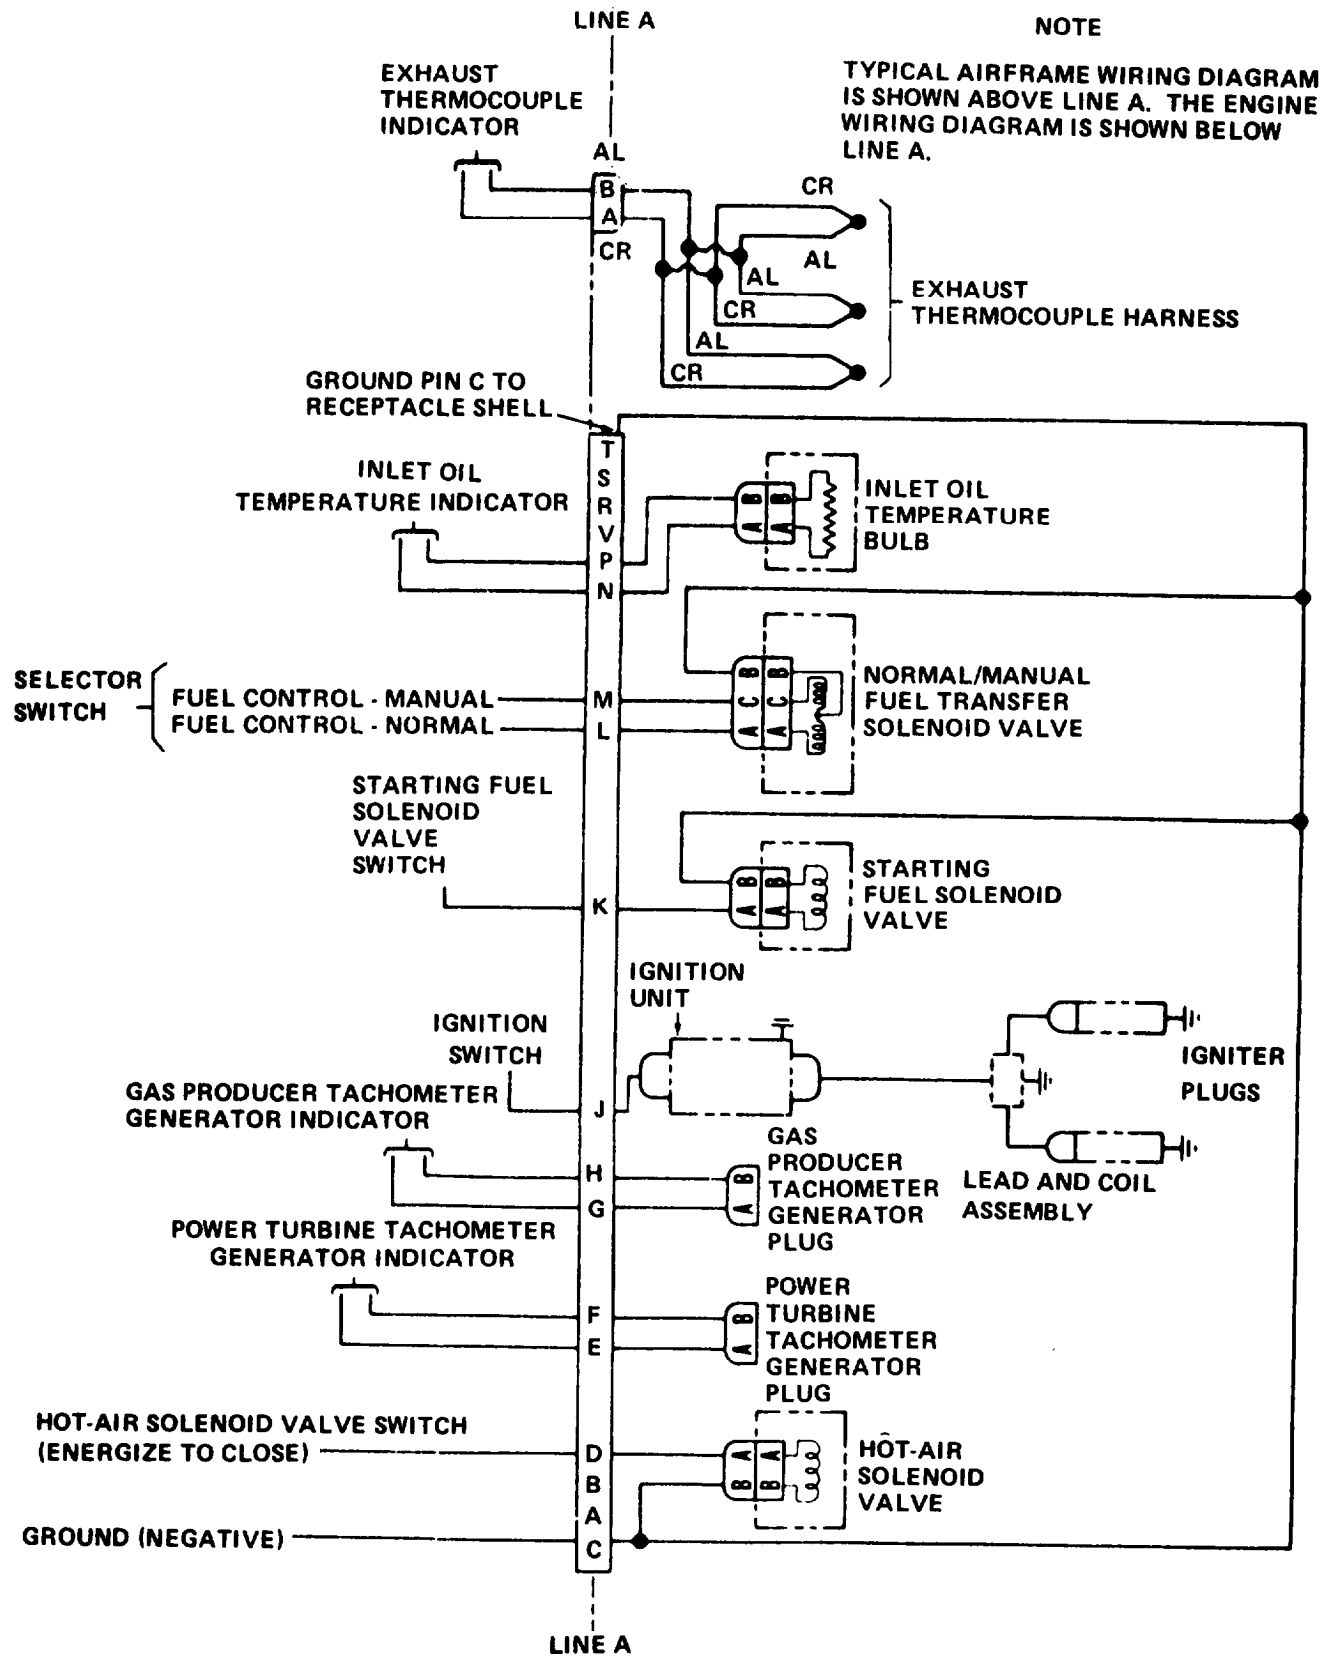 LINE A
NOTE
TYPICAL AIRFRAME WIRING DIAGRAM
IS SHOWN ABOVE LINE A. THE ENGINE
WIRING DIAGRAM IS SHOWN BELOW
LINE A.
EXHAUST
THERMOCOUPLE
INDICATOR
AL
B
A
CR
CR
AL
AL
CR
AL
CR
EXHAUST
THERMOCOUPLE HARNESS
GROUND PIN C TO
RECEPTACLE SHELL
T
S
R
V
P
N
INLET OIL
TEMPERATURE INDICATOR
B B
A A
INLET OIL
TEMPERATURE
BULB
SELECTOR
SWITCH
FUEL CONTROL - MANUAL
FUEL CONTROL - NORMAL
M
L
B B
C C
A A
NORMAL/MANUAL
FUEL TRANSFER
SOLENOID VALVE
STARTING FUEL
SOLENOID
VALVE
SWITCH
K
B B
A A
STARTING
FUEL SOLENOID
VALVE
IGNITION
UNIT
IGNITION
SWITCH
J
IGNITER
PLUGS
LEAD AND COIL
ASSEMBLY
GAS PRODUCER TACHOMETER
GENERATOR INDICATOR
H
G
B
A
GAS
PRODUCER
TACHOMETER
GENERATOR
PLUG
POWER TURBINE TACHOMETER
GENERATOR INDICATOR
F
E
B
A
POWER
TURBINE
TACHOMETER
GENERATOR
PLUG
HOT-AIR SOLENOID VALVE SWITCH
(ENERGIZE TO CLOSE)
D
B
A
C
A A
B B
HOT-AIR
SOLENOID
VALVE
GROUND (NEGATIVE)
LINE A